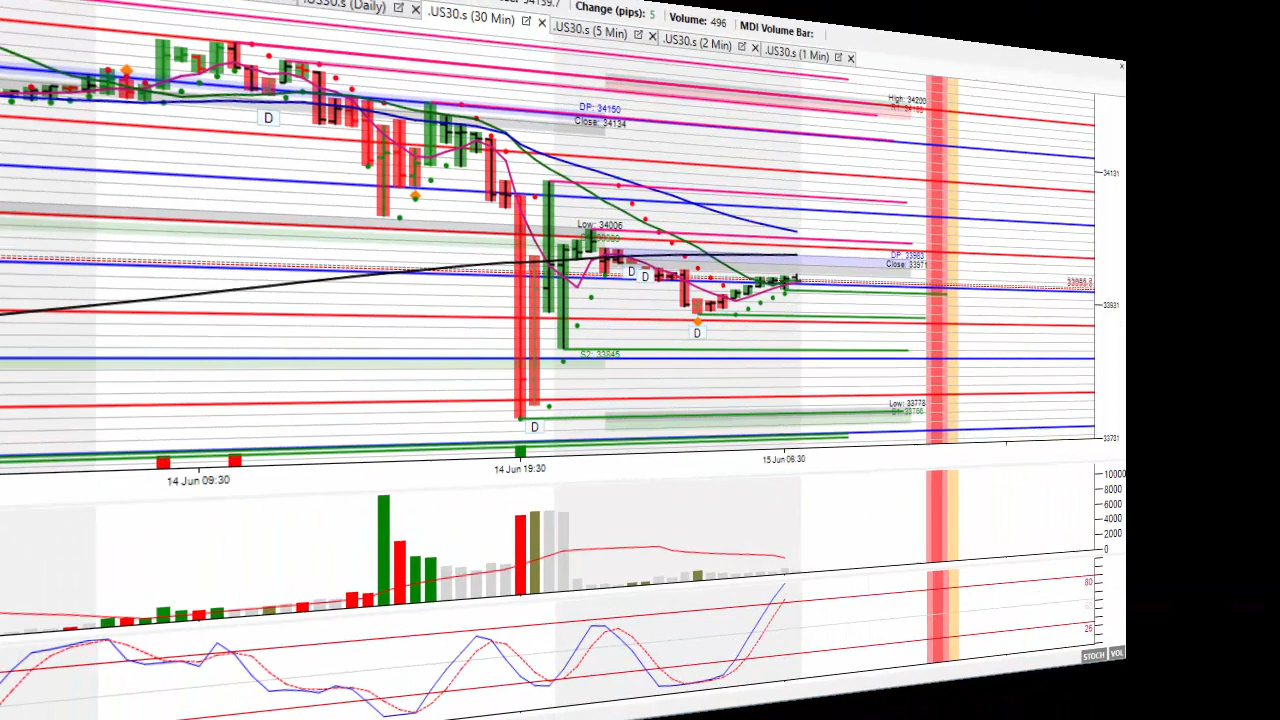 Change (pips): 5 Volume: 496 MDI Volume Bar:
.US30.s (Daily) .US30.s (30 Min) .US30.s (5 Min) .US30.s (2 Min) .US30.s (1 Min)
High: 34200
DP: 34150
Close: 34134
D
34131
Low: 34006
DP: 33983
Close: 33971
D D
33931
D
S2: 33845
Low: 33778
S1: 33766
D
33731
14 Jun 09:30 14 Jun 19:30 15 Jun 06:30
10000
8000
6000
4000
2000
0
80
25
STOCH VOL